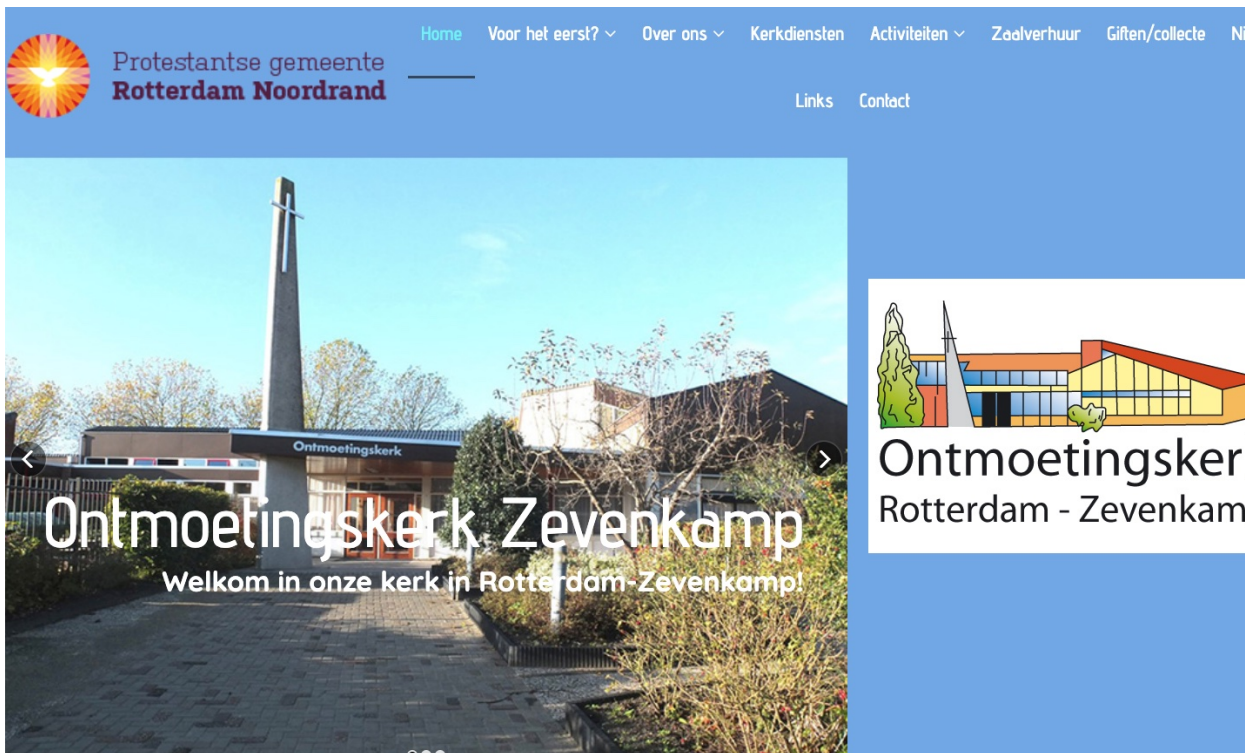 Protestantse gemeente
Rotterdam Noordrand
Home Voor het eerst? Over ons Kerkdiensten Activiteiten Zaalverhuur Giften/collecte Ni
Links Contact
Ontmoetingskerk
Ontmoetingskerk Zevenkamp
Welkom in onze kerk in Rotterdam-Zevenkamp!
Ontmoetingsker
Rotterdam - Zevenkam